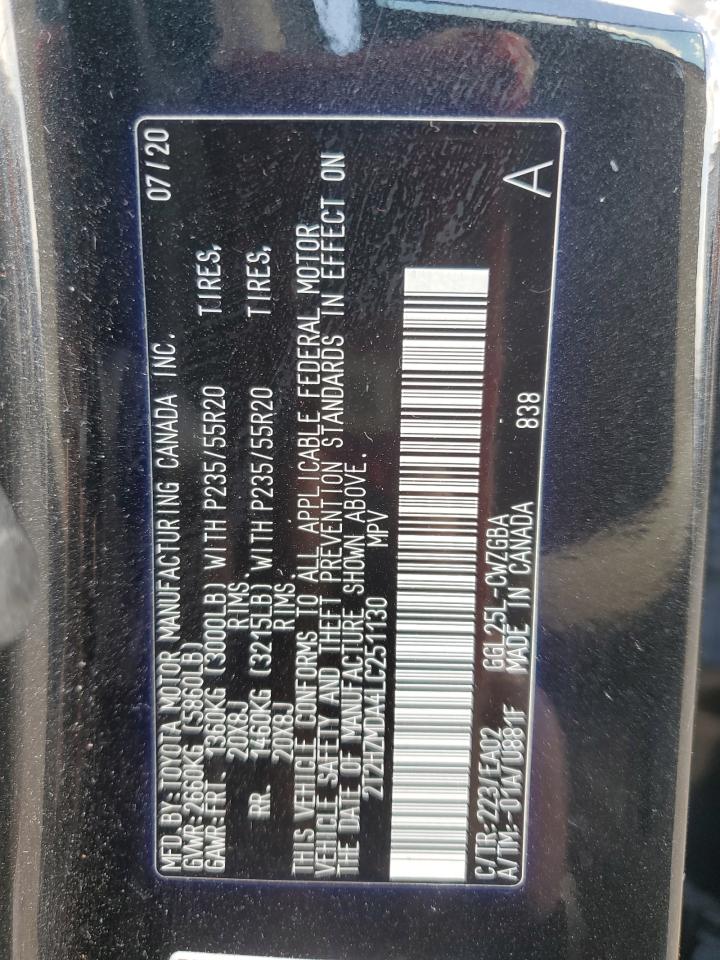 MFD. BY: TOYOTA MOTOR MANUFACTURING CANADA INC. 07/20
GVWR: 2660KG (5860LB)
GAWR: FRT 1360KG (3000LB) WITH P235/55R20 TIRES,
20X8J RIMS.
RR. 1460KG (3215LB) WITH P235/55R20 TIRES,
20X8J RIMS.
THIS VEHICLE CONFORMS TO ALL APPLICABLE FEDERAL MOTOR
VEHICLE SAFETY AND THEFT PREVENTION STANDARDS IN EFFECT ON
THE DATE OF MANUFACTURE SHOWN ABOVE.
2T2HZMDA4LC251130 MPV
C/TR: 223/EA02 GGL25L-CWZGBA
A/TM: -01A/U881F MADE IN CANADA 838 A